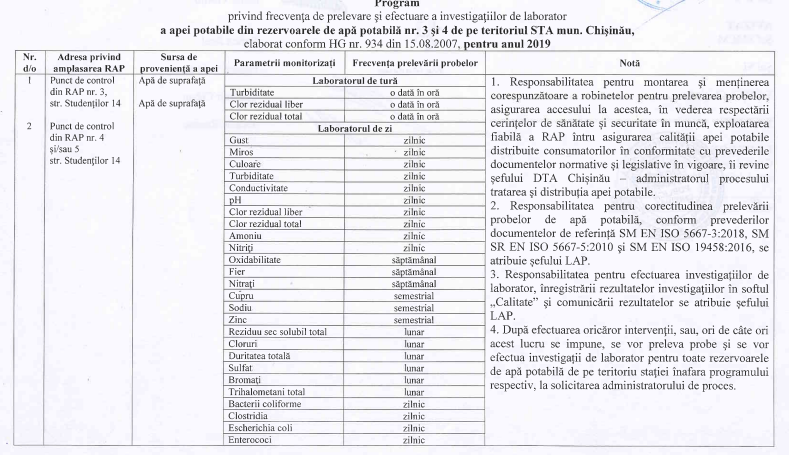 Program
privind frecvența de prelevare și efectuare a investigațiilor de laborator
a apei potabile din rezervoarele de apă potabilă nr. 3 și 4 de pe teritoriul STA mun. Chișinău,
elaborat conform HG nr. 934 din 15.08.2007, pentru anul 2019
Nr. d/o | Adresa privind amplasarea RAP | Sursa de proveniență a apei | Parametrii monitorizați | Frecvența prelevării probelor | Notă
1 Punct de control
din RAP nr. 3,
str. Studenților 14
2 Punct de control
din RAP nr. 4
și/sau 5
str. Studenților 14
Apă de suprafață
Apă de suprafață
Laboratorul de tură
Turbiditate o dată în oră
Clor rezidual liber o dată în oră
Clor rezidual total o dată în oră
Laboratorul de zi
Gust zilnic
Miros zilnic
Culoare zilnic
Turbiditate zilnic
Conductivitate zilnic
pH zilnic
Clor rezidual liber zilnic
Clor rezidual total zilnic
Amoniu zilnic
Nitriți zilnic
Oxidabilitate săptămânal
Fier săptămânal
Nitrați săptămânal
Cupru semestrial
Sodiu semestrial
Zinc semestrial
Reziduu sec solubil total lunar
Cloruri lunar
Duritatea totală lunar
Sulfat lunar
Bromați lunar
Trihalometani total lunar
Bacterii coliforme zilnic
Clostridia zilnic
Escherichia coli zilnic
Enterococi zilnic
1. Responsabilitatea pentru montarea și menținerea
corespunzătoare a robinetelor pentru prelevarea probelor,
asigurarea accesului la acestea, în vederea respectării
cerințelor de sănătate și securitate în muncă, exploatarea
fiabilă a RAP întru asigurarea calității apei potabile
distribuite consumatorilor în conformitate cu prevederile
documentelor normative și legislative în vigoare, îi revine
șefului DTA Chișinău – administratorul procesului
tratarea și distribuția apei potabile.
2. Responsabilitatea pentru corectitudinea prelevării
probelor de apă potabilă, conform prevederilor
documentelor de referință SM EN ISO 5667-3:2018, SM
SR EN ISO 5667-5:2010 și SM EN ISO 19458:2016, se
atribuie șefului LAP.
3. Responsabilitatea pentru efectuarea investigațiilor de
laborator, înregistrării rezultatelor investigațiilor în softul
„Calitate” și comunicării rezultatelor se atribuie șefului
LAP.
4. După efectuarea oricăror intervenții, sau, ori de câte ori
acest lucru se impune, se vor preleva probe și se vor
efectua investigații de laborator pentru toate rezervoarele
de apă potabilă de pe teritoriu stației înafara programului
respectiv, la solicitarea administratorului de proces.